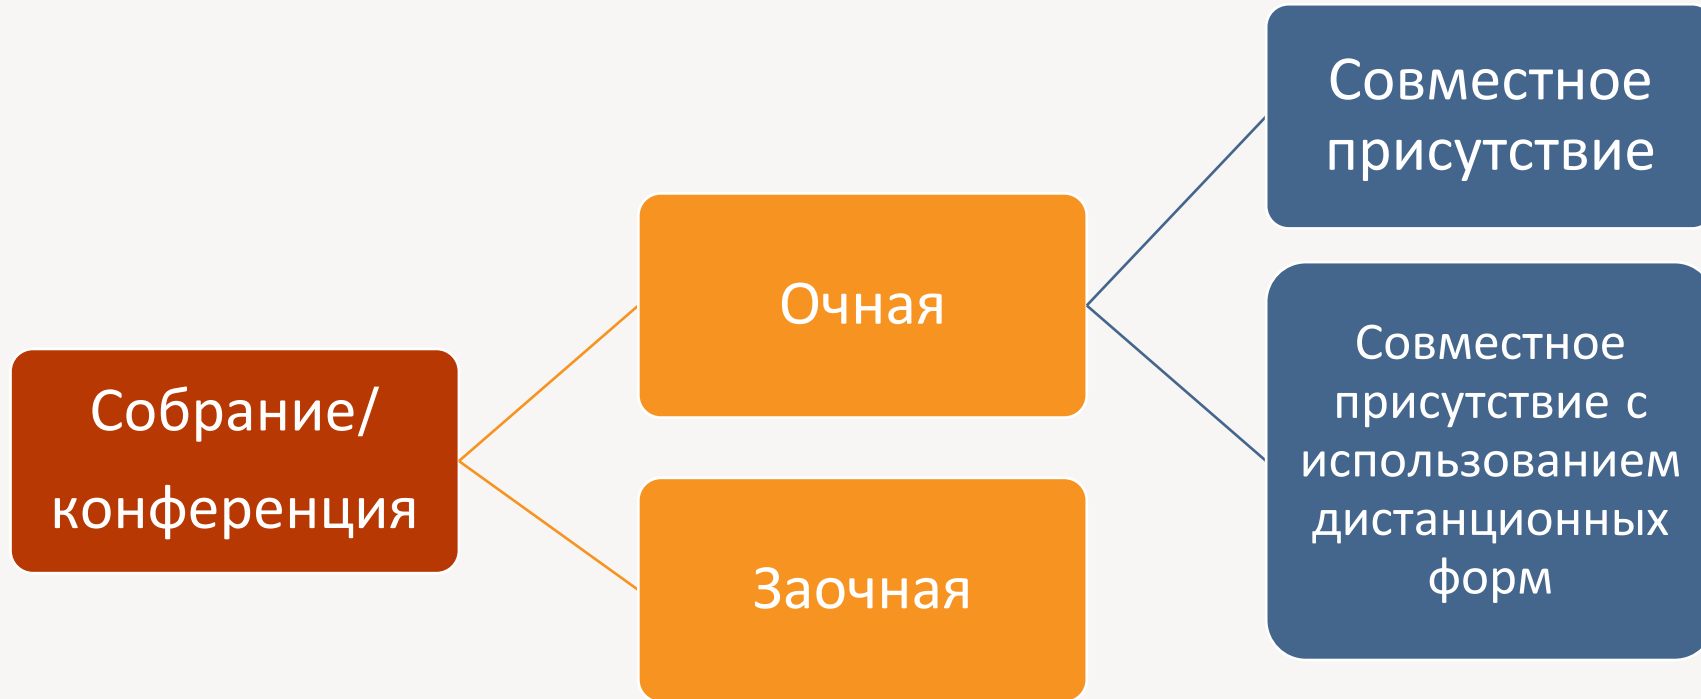 Собрание/
конференция
Очная
Заочная
Совместное
присутствие
Совместное
присутствие с
использованием
дистанционных
форм